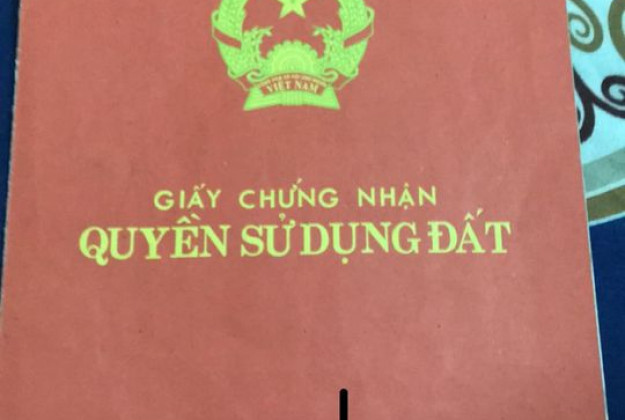 VIỆT NAM
GIẤY CHỨNG NHẬN
QUYỀN SỬ DỤNG ĐẤT